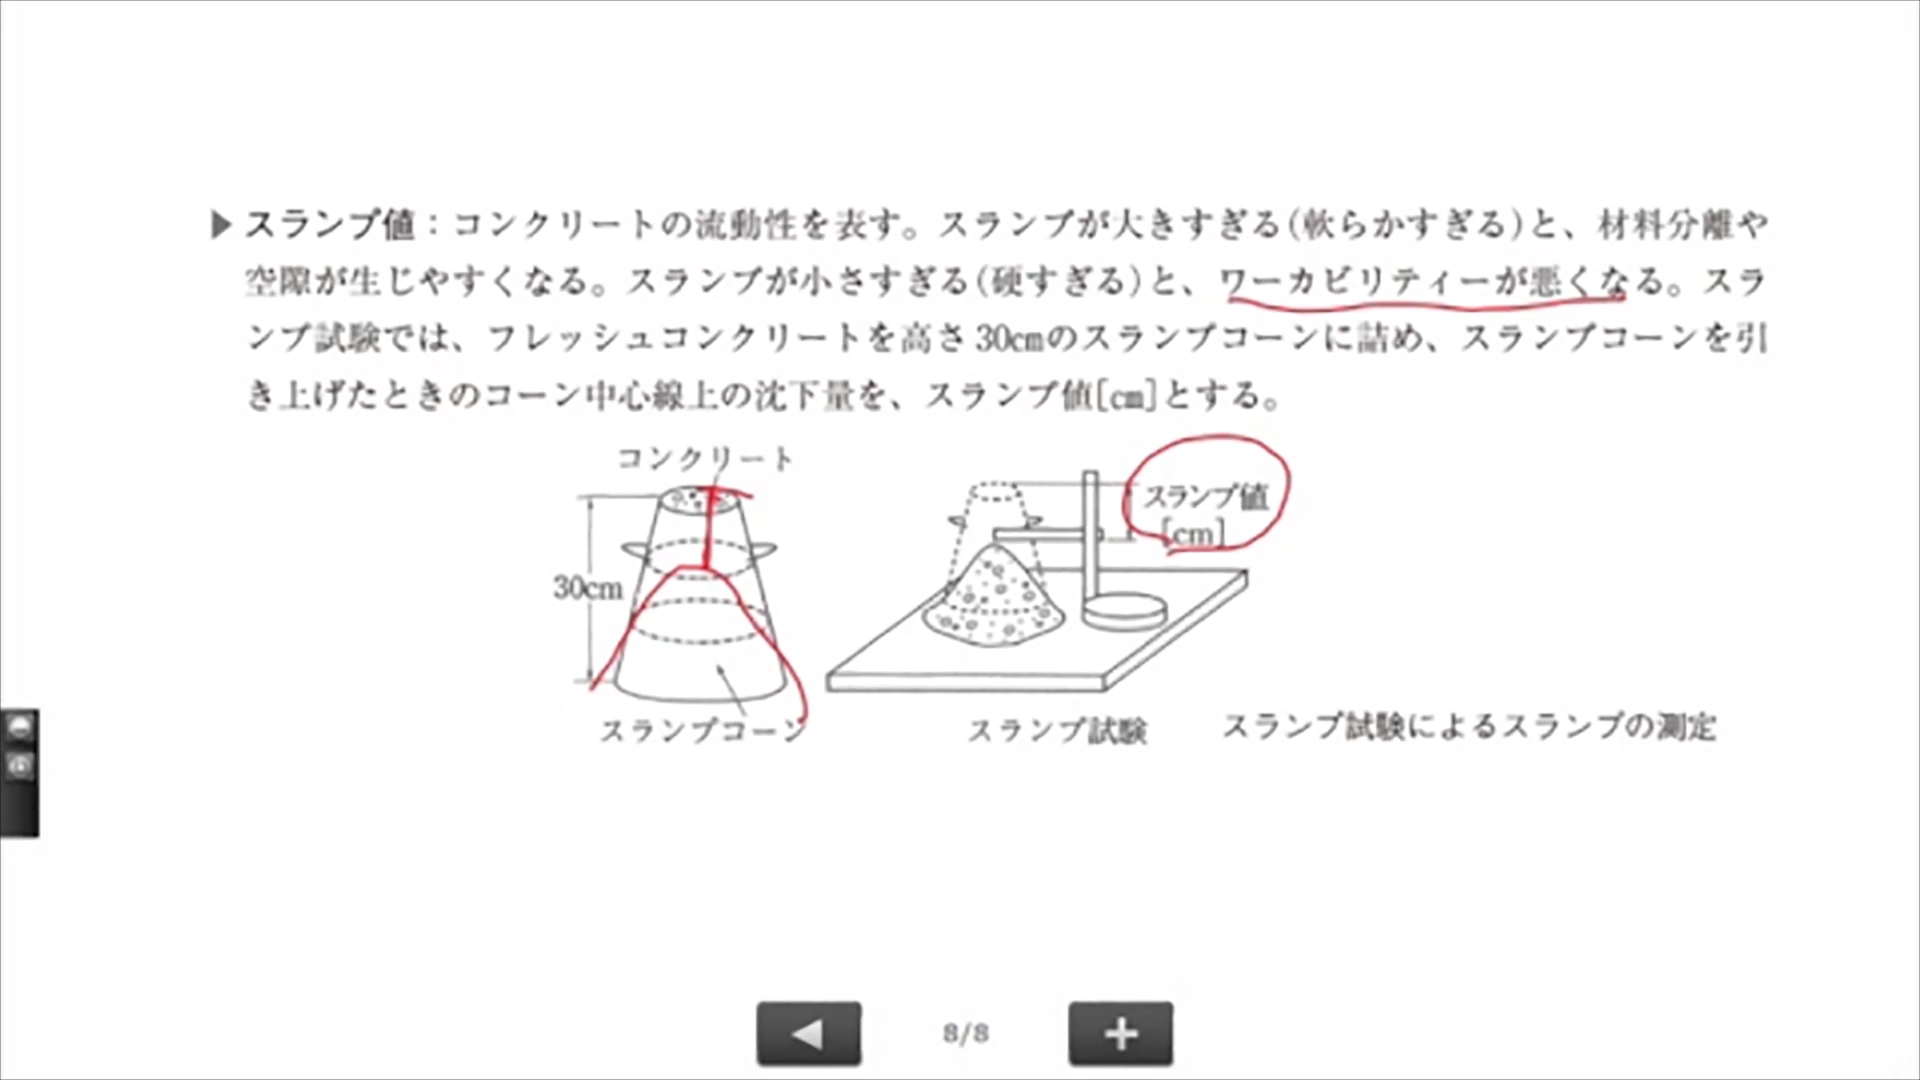 ▶スランプ値：コンクリートの流動性を表す。スランプが大きすぎる(軟らかすぎる)と、材料分離や
空隙が生じやすくなる。スランプが小さすぎる(硬すぎる)と、ワーカビリティーが悪くなる。スラ
ンプ試験では、フレッシュコンクリートを高さ30cmのスランプコーンに詰め、スランプコーンを引
き上げたときのコーン中心線上の沈下量を、スランプ値[cm]とする。
コンクリート
30cm
スランプコーン
スランプ値
[cm]
スランプ試験
スランプ試験によるスランプの測定
8/8